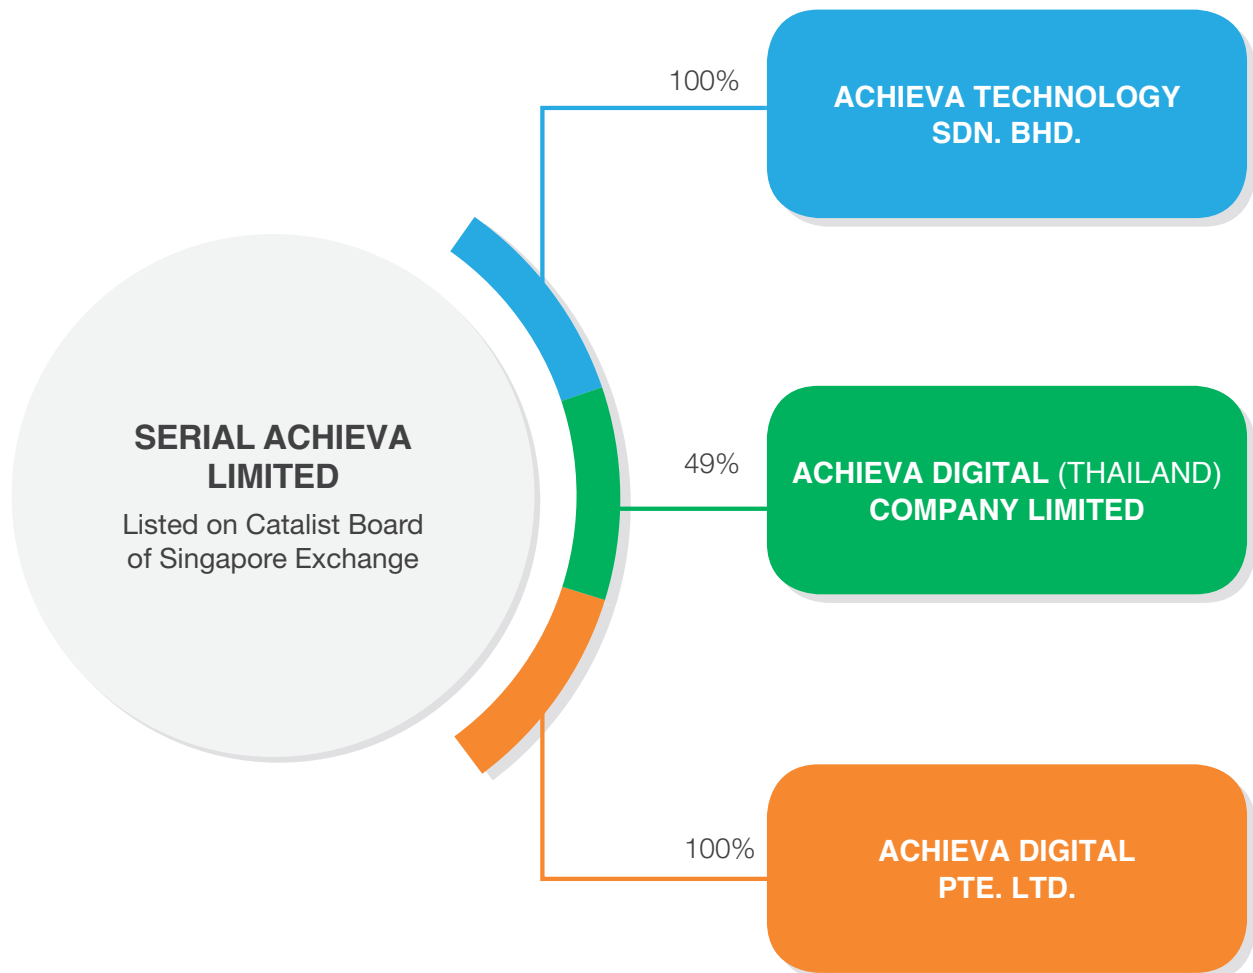 100%
ACHIEVA TECHNOLOGY
SDN. BHD.
SERIAL ACHIEVA
LIMITED
Listed on Catalist Board
of Singapore Exchange
49%
ACHIEVA DIGITAL (THAILAND)
COMPANY LIMITED
100%
ACHIEVA DIGITAL
PTE. LTD.